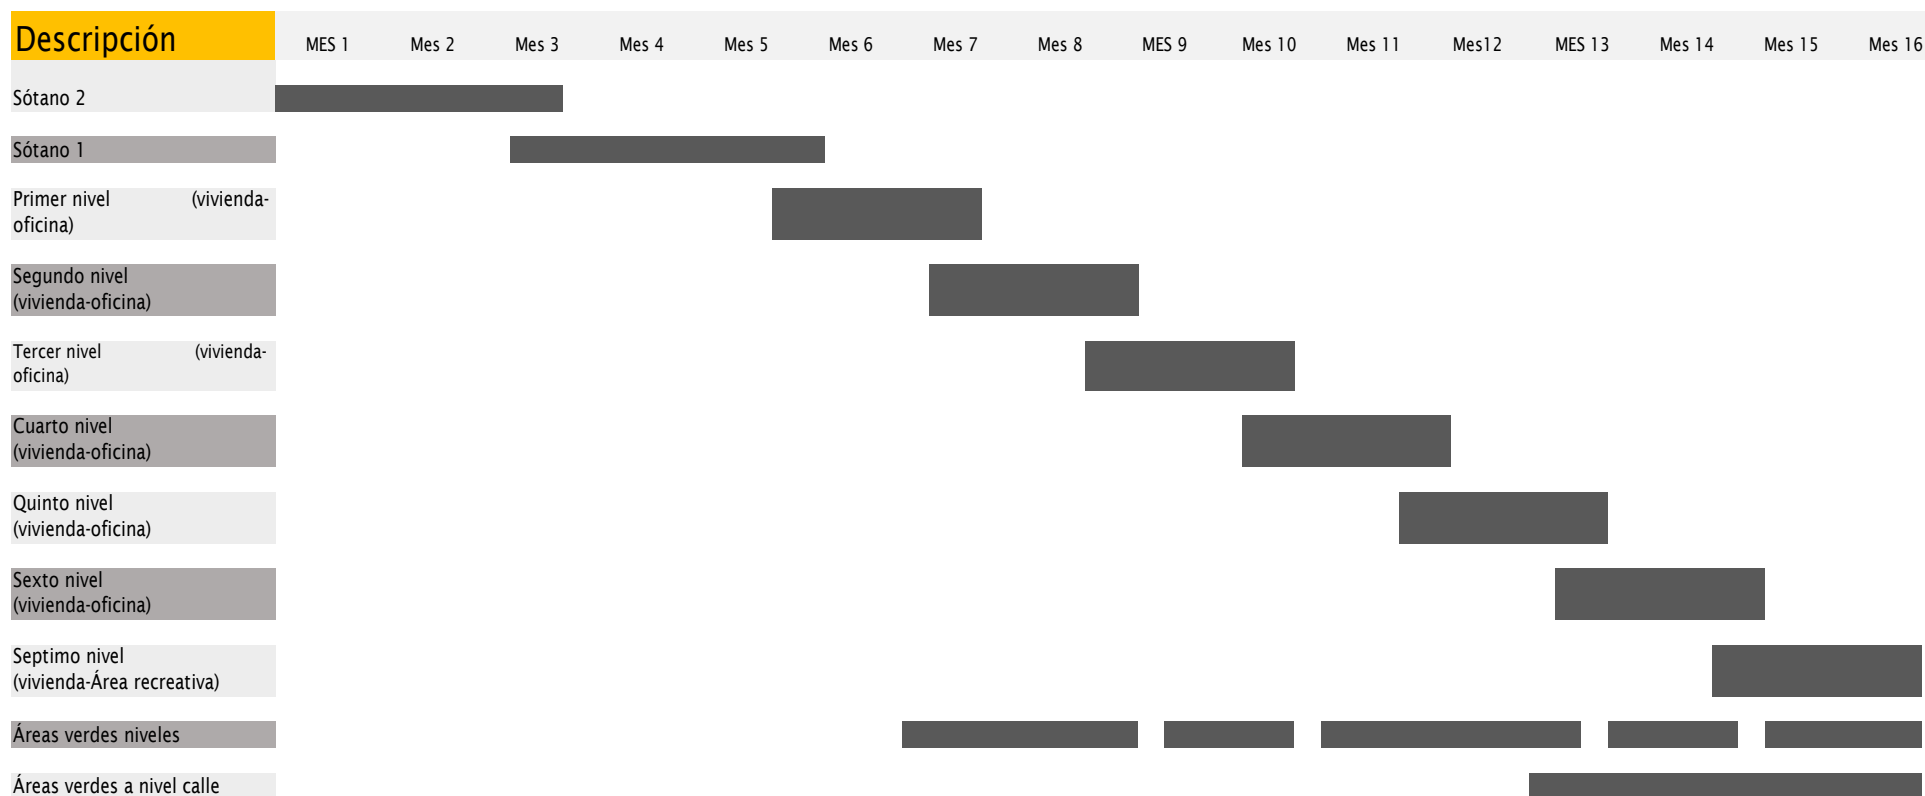 Descripción MES 1 Mes 2 Mes 3 Mes 4 Mes 5 Mes 6 Mes 7 Mes 8 MES 9 Mes 10 Mes 11 Mes12 MES 13 Mes 14 Mes 15 Mes 16
Sótano 2
Sótano 1
Primer nivel (vivienda-
oficina)
Segundo nivel
(vivienda-oficina)
Tercer nivel (vivienda-
oficina)
Cuarto nivel
(vivienda-oficina)
Quinto nivel
(vivienda-oficina)
Sexto nivel
(vivienda-oficina)
Septimo nivel
(vivienda-Área recreativa)
Áreas verdes niveles
Áreas verdes a nivel calle